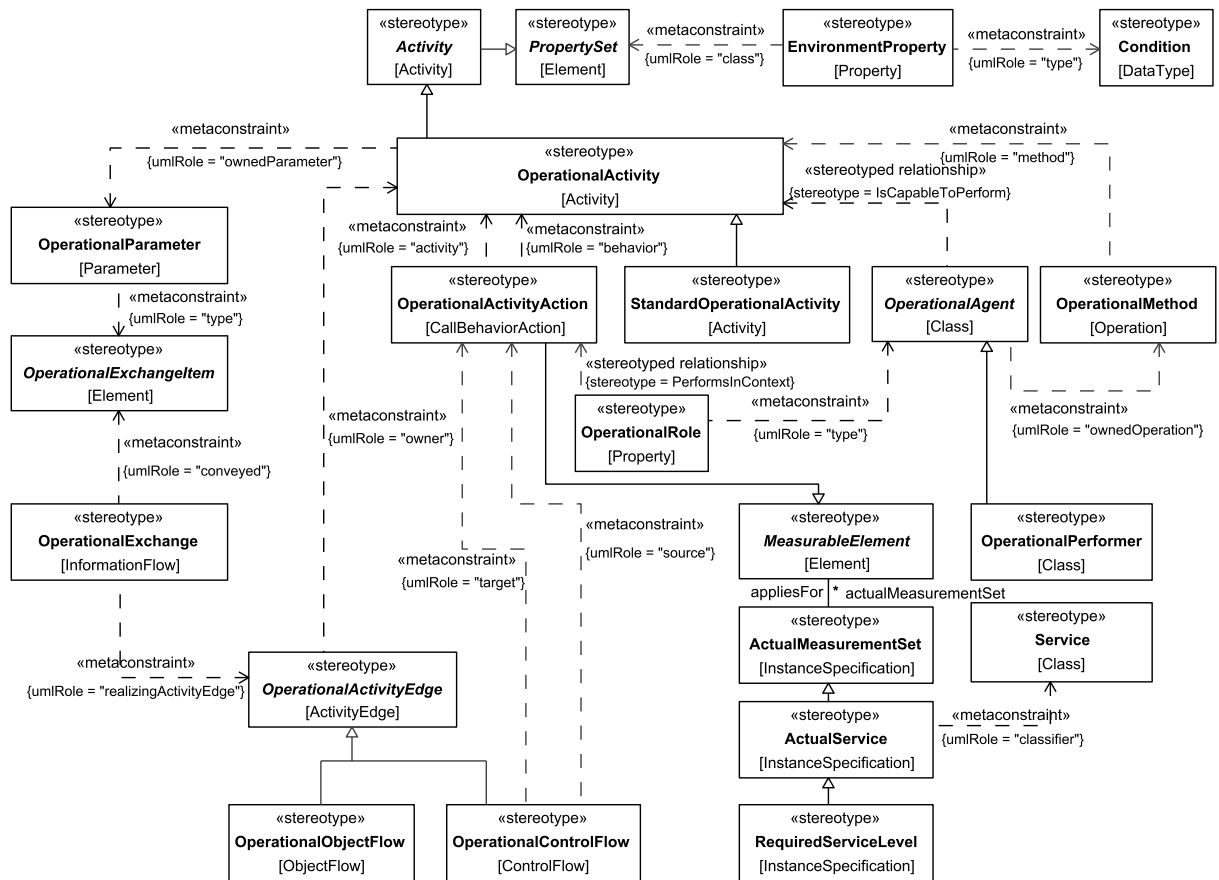 «stereotype»
Activity
[Activity]
«stereotype»
PropertySet
[Element]
«metaconstraint»
{umlRole = "class"}
«stereotype»
EnvironmentProperty
[Property]
«metaconstraint»
{umlRole = "type"}
«stereotype»
Condition
[DataType]
«metaconstraint»
{umlRole = "ownedParameter"}
«stereotype»
OperationalActivity
[Activity]
«metaconstraint»
{umlRole = "method"}
«stereotyped relationship»
{stereotype = IsCapableToPerform}
«stereotype»
OperationalParameter
[Parameter]
«metaconstraint»
{umlRole = "activity"}
«metaconstraint»
{umlRole = "behavior"}
«stereotype»
OperationalActivityAction
[CallBehaviorAction]
«stereotype»
StandardOperationalActivity
[Activity]
«stereotype»
OperationalAgent
[Class]
«stereotype»
OperationalMethod
[Operation]
«metaconstraint»
{umlRole = "type"}
«stereotype»
OperationalExchangeItem
[Element]
«stereotyped relationship»
{stereotype = PerformsInContext}
«stereotype»
OperationalRole
[Property]
«metaconstraint»
{umlRole = "type"}
«metaconstraint»
{umlRole = "ownedOperation"}
«metaconstraint»
{umlRole = "owner"}
«metaconstraint»
{umlRole = "conveyed"}
«stereotype»
OperationalExchange
[InformationFlow]
«metaconstraint»
{umlRole = "source"}
«metaconstraint»
{umlRole = "target"}
«stereotype»
MeasurableElement
[Element]
«stereotype»
OperationalPerformer
[Class]
appliesFor
* actualMeasurementSet
«stereotype»
ActualMeasurementSet
[InstanceSpecification]
«stereotype»
Service
[Class]
«metaconstraint»
{umlRole = "realizingActivityEdge"}
«stereotype»
OperationalActivityEdge
[ActivityEdge]
«stereotype»
ActualService
[InstanceSpecification]
«metaconstraint»
{umlRole = "classifier"}
«stereotype»
OperationalObjectFlow
[ObjectFlow]
«stereotype»
OperationalControlFlow
[ControlFlow]
«stereotype»
RequiredServiceLevel
[InstanceSpecification]